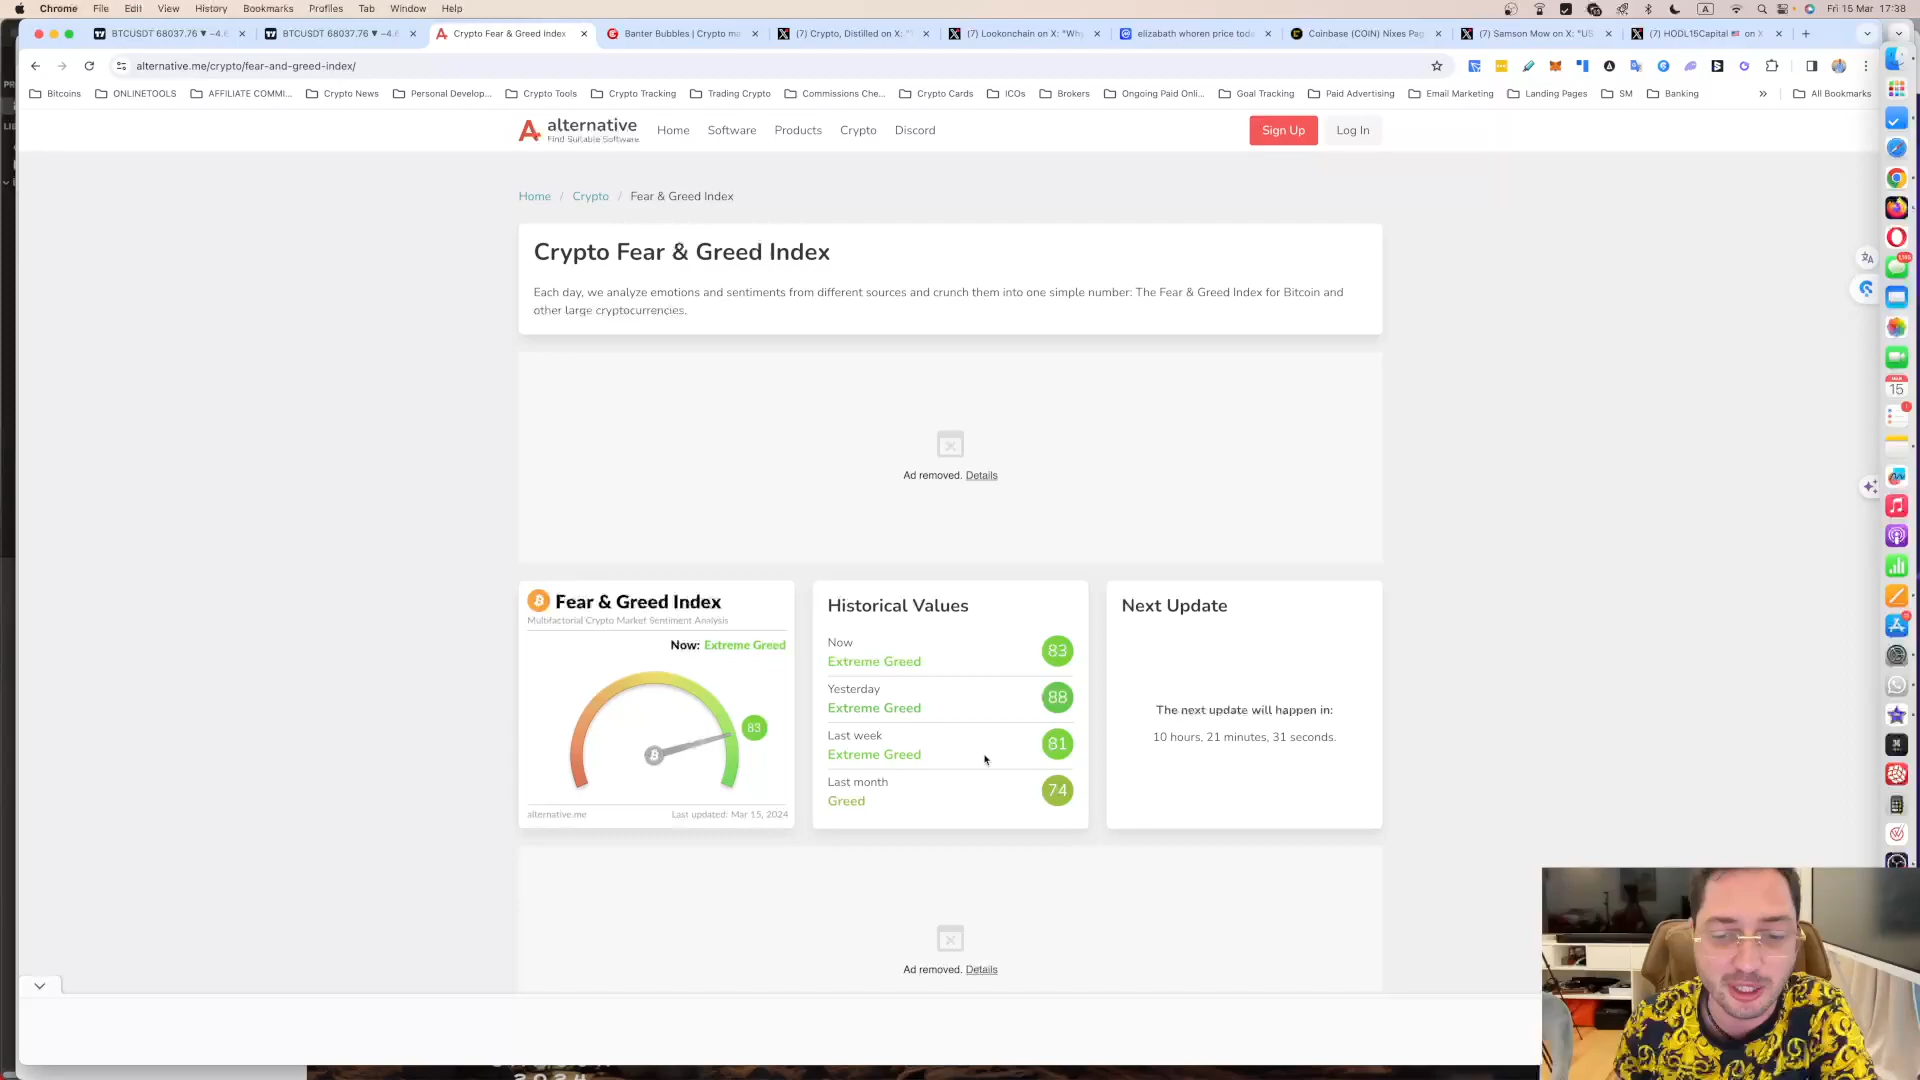 Chrome File Edit View History Bookmarks Profiles Tab Window Help
Fri 15 Mar 17:38
BTCUSDT 68037.76 ▼ −4.6
BTCUSDT 68037.76 ▼ −4.6
Crypto Fear & Greed Index
Banter Bubbles | Crypto ma
(7) Crypto, Distilled on X: "
(7) Lookonchain on X: "Why
elizabath whoren price toda
Coinbase (COIN) Nixes Pag
(7) Samson Mow on X: "US
(7) HODL15Capital 🇺🇸 on X
alternative.me/crypto/fear-and-greed-index/
Bitcoins
ONLINETOOLS
AFFILIATE COMMI...
Crypto News
Personal Develop...
Crypto Tools
Crypto Tracking
Trading Crypto
Commissions Che...
Crypto Cards
ICOs
Brokers
Ongoing Paid Onli...
Goal Tracking
Paid Advertising
Email Marketing
Landing Pages
SM
Banking
All Bookmarks
alternative
Find Suitable Software.
Home Software Products Crypto Discord
Sign Up Log In
Home / Crypto / Fear & Greed Index
Crypto Fear & Greed Index
Each day, we analyze emotions and sentiments from different sources and crunch them into one simple number: The Fear & Greed Index for Bitcoin and
other large cryptocurrencies.
Ad removed. Details
Fear & Greed Index
Multifactorial Crypto Market Sentiment Analysis
Now: Extreme Greed
83
alternative.me
Last updated: Mar 15, 2024
Historical Values
Now
Extreme Greed
83
Yesterday
Extreme Greed
88
Last week
Extreme Greed
81
Last month
Greed
74
Next Update
The next update will happen in:
10 hours, 21 minutes, 31 seconds.
Ad removed. Details
15